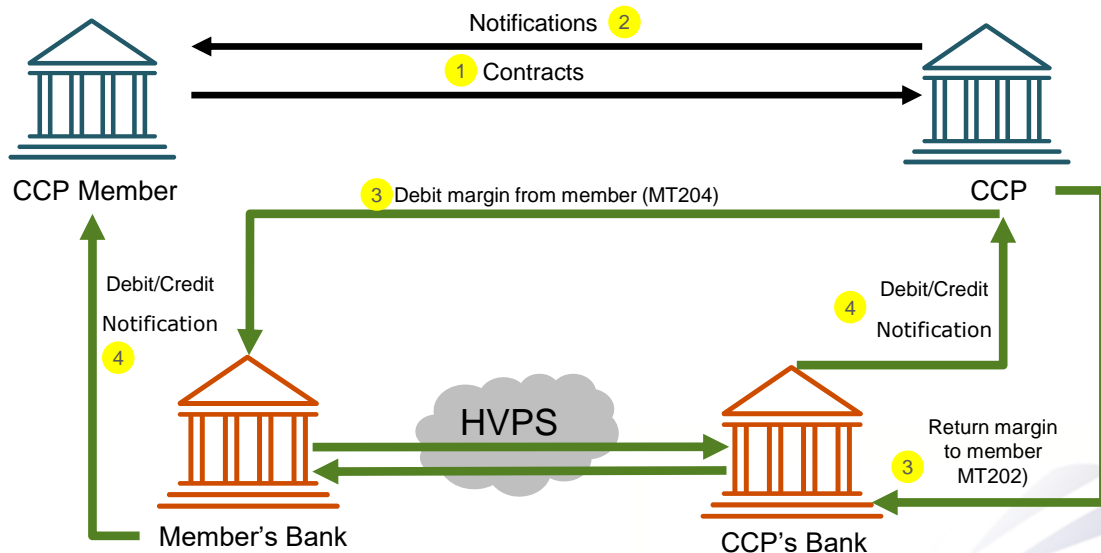 Notifications 2
1 Contracts
CCP Member
CCP
3 Debit margin from member (MT204)
Debit/Credit
Notification
4
Debit/Credit
4
Notification
HVPS
Return margin
to member
3
MT202)
Member's Bank
CCP's Bank